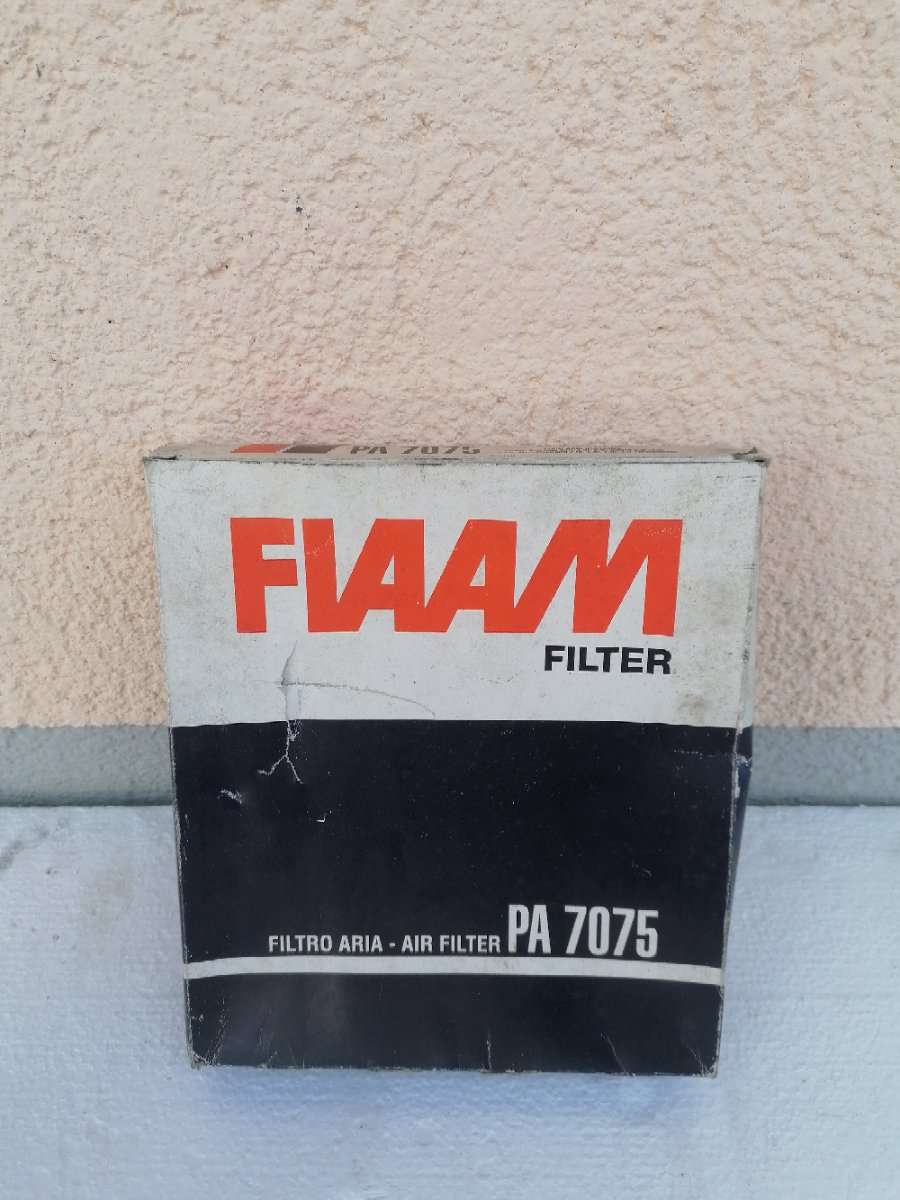 PA 7075
FIAAM
FILTER
FILTRO ARIA - AIR FILTER PA 7075